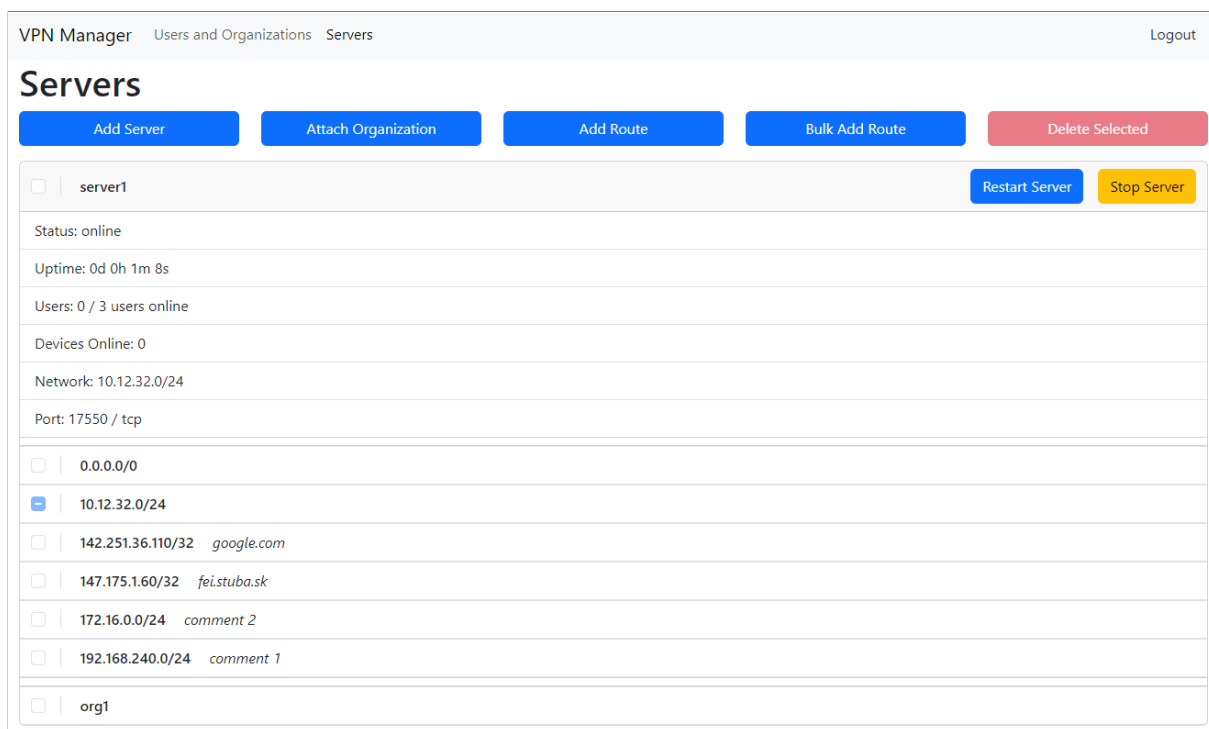 VPN Manager Users and Organizations Servers Logout
Servers
Add Server Attach Organization Add Route Bulk Add Route Delete Selected
server1 Restart Server Stop Server
Status: online
Uptime: 0d 0h 1m 8s
Users: 0 / 3 users online
Devices Online: 0
Network: 10.12.32.0/24
Port: 17550 / tcp
0.0.0.0/0
10.12.32.0/24
142.251.36.110/32 google.com
147.175.1.60/32 fei.stuba.sk
172.16.0.0/24 comment 2
192.168.240.0/24 comment 1
org1